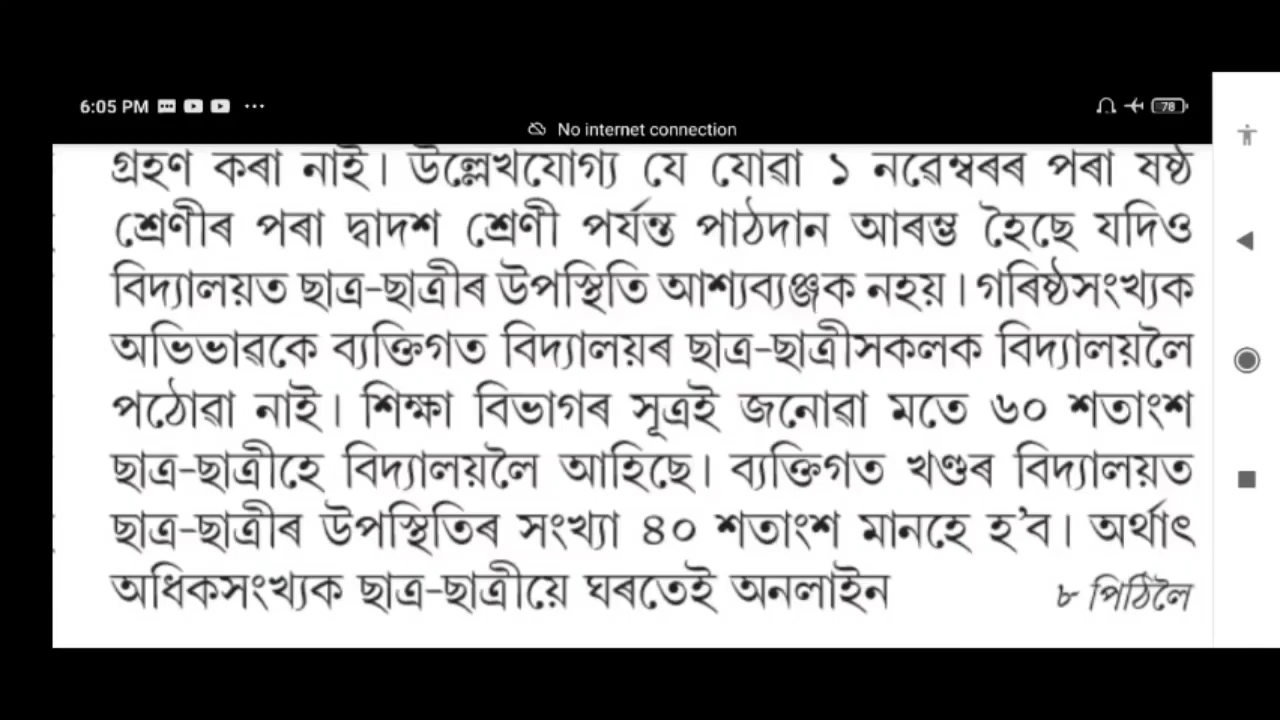 6:05 PM ...
78
No internet connection
গ্ৰহণ কৰা নাই। উল্লেখযোগ্য যে যোৱা ১ নৱেম্বৰৰ পৰা ষষ্ঠ
শ্ৰেণীৰ পৰা দ্বাদশ শ্ৰেণী পৰ্যন্ত পাঠদান আৰম্ভ হৈছে যদিও
বিদ্যালয়ত ছাত্ৰ-ছাত্ৰীৰ উপস্থিতি আশ্যব্যঞ্জক নহয়। গৰিষ্ঠসংখ্যক
অভিভাৱকে ব্যক্তিগত বিদ্যালয়ৰ ছাত্ৰ-ছাত্ৰীসকলক বিদ্যালয়লৈ
পঠোৱা নাই। শিক্ষা বিভাগৰ সূত্ৰই জনোৱা মতে ৬০ শতাংশ
ছাত্ৰ-ছাত্ৰীহে বিদ্যালয়লৈ আহিছে। ব্যক্তিগত খণ্ডৰ বিদ্যালয়ত
ছাত্ৰ-ছাত্ৰীৰ উপস্থিতিৰ সংখ্যা ৪০ শতাংশ মানহে হ'ব। অৰ্থাৎ
অধিকসংখ্যক ছাত্ৰ-ছাত্ৰীয়ে ঘৰতেই অনলাইন ৮ পিঠিলৈ